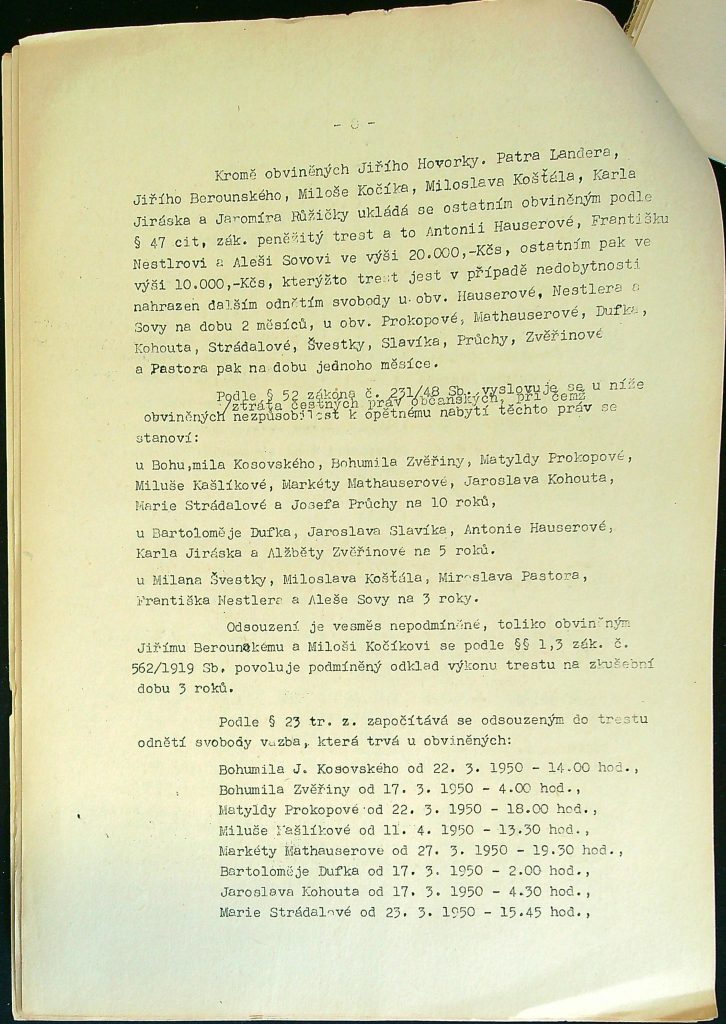 - 8 -
Kromě obviněných Jiřího Hovorky. Patra Landera,
Jiřího Berounského, Miloše Kočíka, Miloslava Košťála, Karla
Jiráska a Jaromíra Růžičky ukládá se ostatním obviněným podle
§ 47 cit, zák. peněžitý trest a to Antonii Hauserové, Františku
Nestlrovi a Aleši Sovovi ve výši 20.000,-Kčs, ostatním pak ve
výši 10.000,-Kčs, kterýžto trest jest v případě nedobytnosti
nahrazen dalším odnětím svobody u obv. Hauserové, Nestlera a
Sovy na dobu 2 měsíců, u obv. Prokopové, Mathauserové, Dufka,
Kohouta, Strádalové, Švestky, Slavíka, Průchy, Zvěřinové
a Pastora pak na dobu jednoho měsíce.
Podle § 52 zákona č. 231/48 Sb. vyslovuje se u níže
/ztráta čestných práv občanských, při čemž
obviněných nezpůsobilost k opětnému nabytí těchto práv se
stanoví:
u Bohu,mila Kosovského, Bohumila Zvěřiny, Matyldy Prokopové,
Miluše Kašlíkové, Markéty Mathauserové, Jaroslava Kohouta,
Marie Strádalové a Josefa Průchy na 10 roků,
u Bartoloměje Dufka, Jaroslava Slavíka, Antonie Hauserové,
Karla Jiráska a Alžběty Zvěřinové na 5 roků.
u Milana Švestky, Miloslava Košťála, Miroslava Pastora,
Františka Nestlera a Aleše Sovy na 3 roky.
Odsouzení je vesměs nepodmíněné, toliko obviněným
Jiřímu Berounskému a Miloši Kočíkovi se podle §§ 1,3 zák. č.
562/1919 Sb. povoluje podmíněný odklad výkonu trestu na zkušební
dobu 3 roků.
Podle § 23 tr. z. započítává se odsouzeným do trestu
odnětí svobody vazba, která trvá u obviněných:
Bohumila J. Kosovského od 22. 3. 1950 - 14.00 hod.,
Bohumila Zvěřiny od 17. 3. 1950 - 4.00 hod.,
Matyldy Prokopové od 22. 3. 1950 - 18.00 hod.,
Miluče Kašlíkové od 11. 4. 1950 - 13.30 hod.,
Markéty Mathauserove od 27. 3. 1950 - 19.30 hod.,
Bartoloměje Dufka od 17. 3. 1950 - 2.00 hod.,
Jaroslava Kohouta od 17. 3. 1950 - 4.30 hod.,
Marie Strádalové od 23. 3. 1950 - 15.45 hod.,